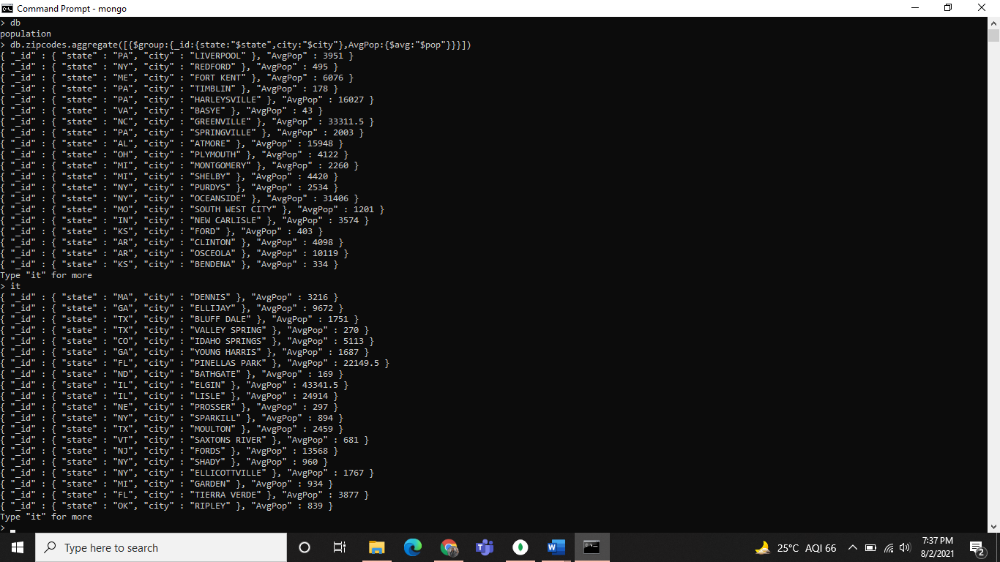 Command Prompt - mongo
> db
population
> db.zipcodes.aggregate([{$group:{_id:{state:"$state",city:"$city"},AvgPop:{$avg:"$pop"}}}])
{ "_id" : { "state" : "PA", "city" : "LIVERPOOL" }, "AvgPop" : 3951 }
{ "_id" : { "state" : "NY", "city" : "REDFORD" }, "AvgPop" : 495 }
{ "_id" : { "state" : "ME", "city" : "FORT KENT" }, "AvgPop" : 6076 }
{ "_id" : { "state" : "PA", "city" : "TIMBLIN" }, "AvgPop" : 178 }
{ "_id" : { "state" : "PA", "city" : "HARLEYSVILLE" }, "AvgPop" : 16027 }
{ "_id" : { "state" : "VA", "city" : "BASYE" }, "AvgPop" : 43 }
{ "_id" : { "state" : "NC", "city" : "GREENVILLE" }, "AvgPop" : 33311.5 }
{ "_id" : { "state" : "PA", "city" : "SPRINGVILLE" }, "AvgPop" : 2003 }
{ "_id" : { "state" : "AL", "city" : "ATMORE" }, "AvgPop" : 15948 }
{ "_id" : { "state" : "OH", "city" : "PLYMOUTH" }, "AvgPop" : 4122 }
{ "_id" : { "state" : "MI", "city" : "MONTGOMERY" }, "AvgPop" : 2260 }
{ "_id" : { "state" : "MI", "city" : "SHELBY" }, "AvgPop" : 4420 }
{ "_id" : { "state" : "NY", "city" : "PURDYS" }, "AvgPop" : 2534 }
{ "_id" : { "state" : "NY", "city" : "OCEANSIDE" }, "AvgPop" : 31406 }
{ "_id" : { "state" : "MO", "city" : "SOUTH WEST CITY" }, "AvgPop" : 1201 }
{ "_id" : { "state" : "IN", "city" : "NEW CARLISLE" }, "AvgPop" : 3574 }
{ "_id" : { "state" : "KS", "city" : "FORD" }, "AvgPop" : 403 }
{ "_id" : { "state" : "AR", "city" : "CLINTON" }, "AvgPop" : 4098 }
{ "_id" : { "state" : "AR", "city" : "OSCEOLA" }, "AvgPop" : 10119 }
{ "_id" : { "state" : "KS", "city" : "BENDENA" }, "AvgPop" : 334 }
Type "it" for more
> it
{ "_id" : { "state" : "MA", "city" : "DENNIS" }, "AvgPop" : 3216 }
{ "_id" : { "state" : "GA", "city" : "ELLIJAY" }, "AvgPop" : 9672 }
{ "_id" : { "state" : "TX", "city" : "BLUFF DALE" }, "AvgPop" : 1751 }
{ "_id" : { "state" : "TX", "city" : "VALLEY SPRING" }, "AvgPop" : 270 }
{ "_id" : { "state" : "CO", "city" : "IDAHO SPRINGS" }, "AvgPop" : 5113 }
{ "_id" : { "state" : "GA", "city" : "YOUNG HARRIS" }, "AvgPop" : 1687 }
{ "_id" : { "state" : "FL", "city" : "PINELLAS PARK" }, "AvgPop" : 22149.5 }
{ "_id" : { "state" : "ND", "city" : "BATHGATE" }, "AvgPop" : 169 }
{ "_id" : { "state" : "IL", "city" : "ELGIN" }, "AvgPop" : 43341.5 }
{ "_id" : { "state" : "IL", "city" : "LISLE" }, "AvgPop" : 24914 }
{ "_id" : { "state" : "NE", "city" : "PROSSER" }, "AvgPop" : 297 }
{ "_id" : { "state" : "NY", "city" : "SPARKILL" }, "AvgPop" : 894 }
{ "_id" : { "state" : "TX", "city" : "MOULTON" }, "AvgPop" : 2459 }
{ "_id" : { "state" : "VT", "city" : "SAXTONS RIVER" }, "AvgPop" : 681 }
{ "_id" : { "state" : "NJ", "city" : "FORDS" }, "AvgPop" : 13568 }
{ "_id" : { "state" : "NY", "city" : "SHADY" }, "AvgPop" : 960 }
{ "_id" : { "state" : "NY", "city" : "ELLICOTTVILLE" }, "AvgPop" : 1767 }
{ "_id" : { "state" : "MI", "city" : "GARDEN" }, "AvgPop" : 934 }
{ "_id" : { "state" : "FL", "city" : "TIERRA VERDE" }, "AvgPop" : 3877 }
{ "_id" : { "state" : "OK", "city" : "RIPLEY" }, "AvgPop" : 839 }
Type "it" for more
>
Type here to search
25°C AQI 66
7:37 PM
8/2/2021
2